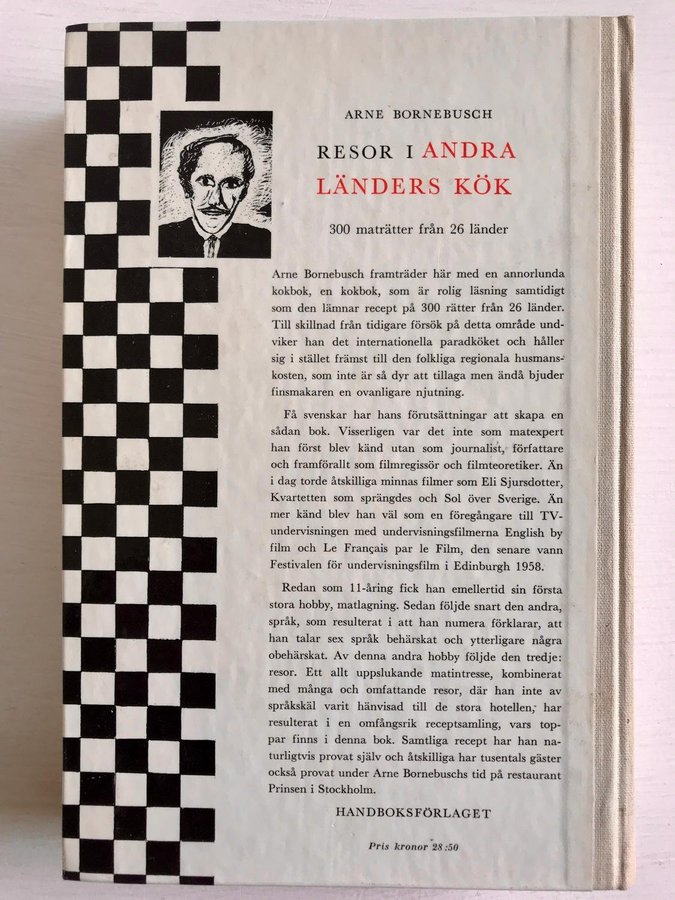 ARNE BORNEBUSCH
RESOR I ANDRA
LÄNDERS KÖK
300 maträtter från 26 länder
Arne Bornebusch framträder här med en annorlunda
kokbok, en kokbok, som är rolig läsning samtidigt
som den lämnar recept på 300 rätter från 26 länder.
Till skillnad från tidigare försök på detta område und-
viker han det internationella paradköket och håller
sig i stället främst till den folkliga regionala husmans-
kosten, som inte är så dyr att tillaga men ändå bjuder
finsmakaren en ovanligare njutning.
Få svenskar har hans förutsättningar att skapa en
sådan bok. Visserligen var det inte som matexpert
han först blev känd utan som journalist, författare
och framförallt som filmregissör och filmteoretiker. Än
i dag torde åtskilliga minnas filmer som Eli Sjursdotter,
Kvartetten som sprängdes och Sol över Sverige. Än
mer känd blev han väl som en föregångare till TV-
undervisningen med undervisningsfilmerna English by
film och Le Français par le Film, den senare vann
Festivalen för undervisningsfilm i Edinburgh 1958.
Redan som 11-åring fick han emellertid sin första
stora hobby, matlagning. Sedan följde snart den andra,
språk, som resulterat i att han numera förklarar, att
han talar sex språk behärskat och ytterligare några
obehärskat. Av denna andra hobby följde den tredje:
resor. Ett allt uppslukande matintresse, kombinerat
med många och omfattande resor, där han inte av
språkskäl varit hänvisad till de stora hotellen, har
resulterat i en omfångsrik receptsamling, vars top-
par finns i denna bok. Samtliga recept har han na-
turligtvis provat själv och åtskilliga har tusentals gäster
också provat under Arne Bornebuschs tid på restaurant
Prinsen i Stockholm.
HANDBOKSFÖRLAGET
Pris kronor 28:50